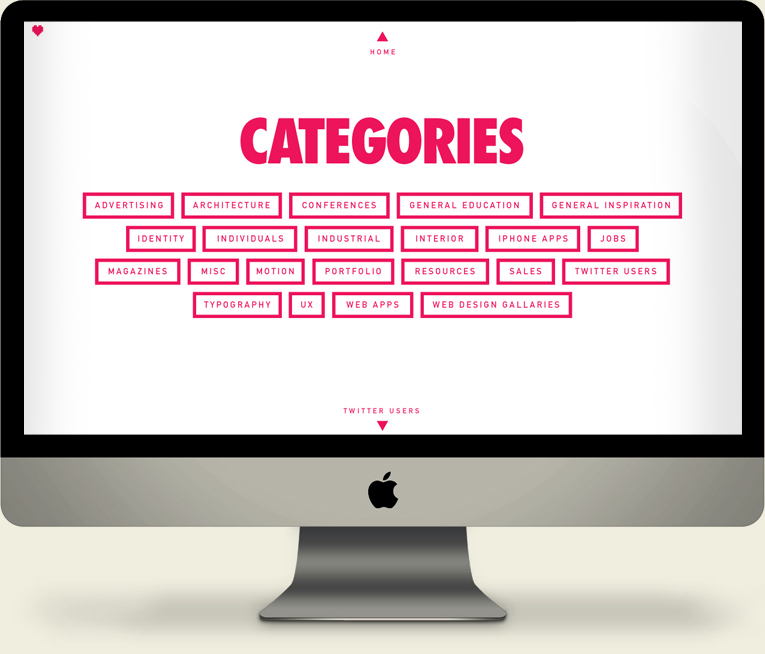 HOME
CATEGORIES
ADVERTISING ARCHITECTURE CONFERENCES GENERAL EDUCATION GENERAL INSPIRATION
IDENTITY INDIVIDUALS INDUSTRIAL INTERIOR IPHONE APPS JOBS
MAGAZINES MISC MOTION PORTFOLIO RESOURCES SALES TWITTER USERS
TYPOGRAPHY UX WEB APPS WEB DESIGN GALLARIES
TWITTER USERS